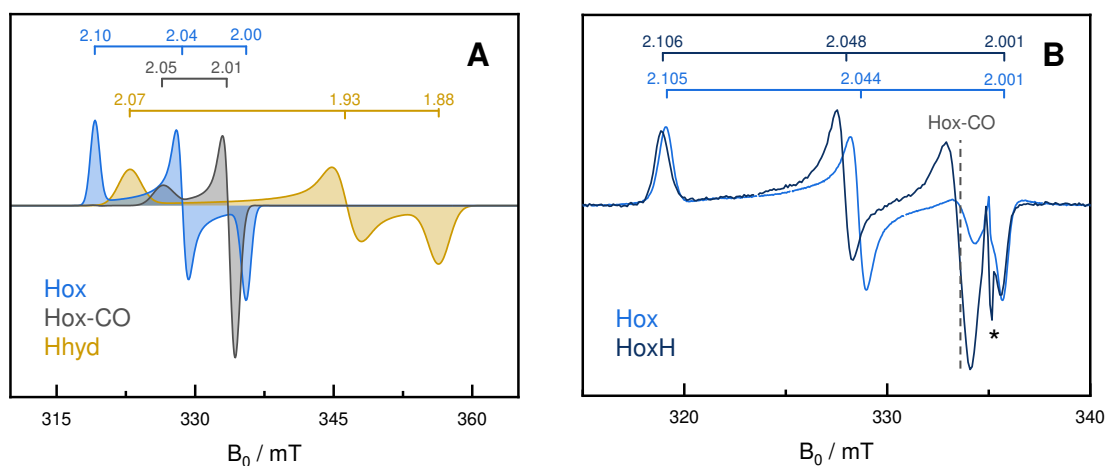 A
2.10 2.04 2.00
2.05 2.01
2.07 1.93 1.88
Hox
Hox-CO
Hhyd
315 330 345 360
B₀ / mT
B
2.106 2.048 2.001
2.105 2.044 2.001
Hox-CO
Hox
HoxH
*
320 330 340
B₀ / mT